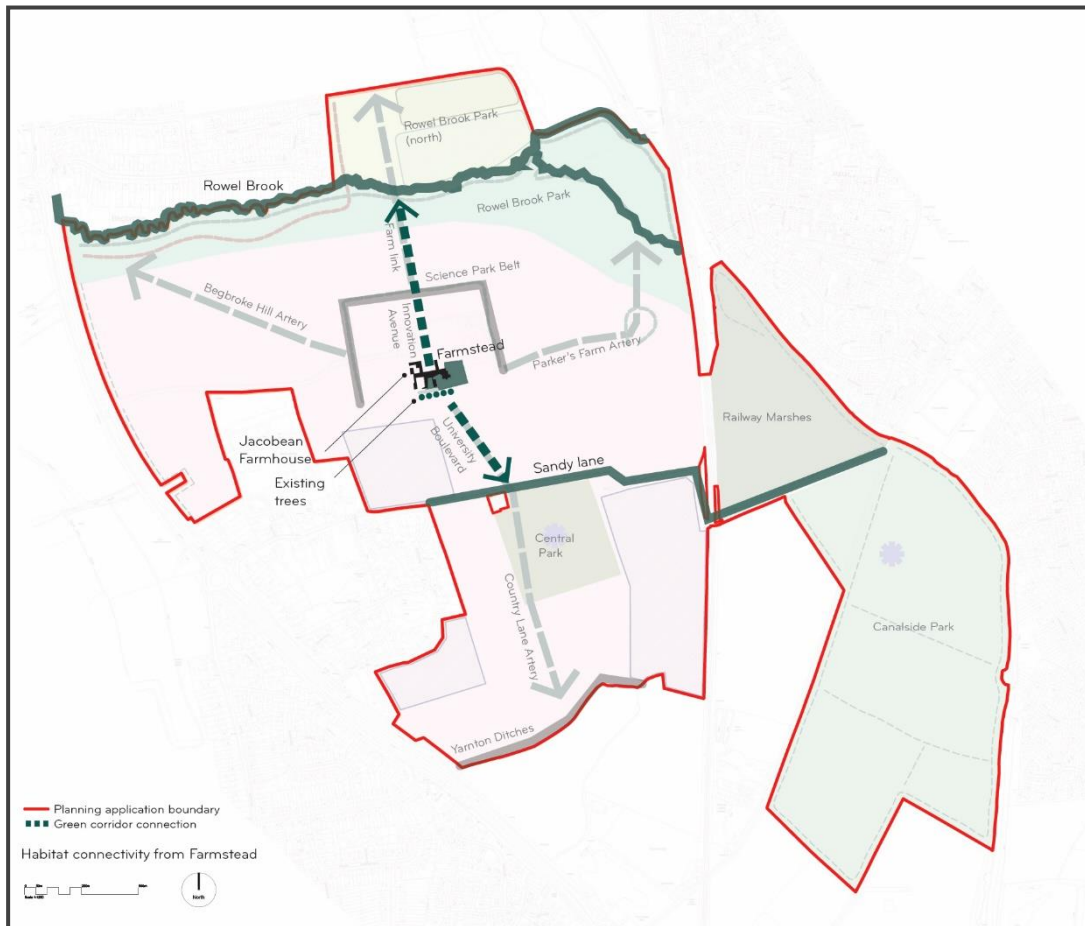 Rowel Brook Park
(north)
Rowel Brook
Rowel Brook Park
Farm link
Science Park Belt
Begbroke Hill Artery
Innovation
Avenue
Farmstead
Parker's Farm Artery
Railway Marshes
Jacobean
Farmhouse
University
Boulevard
Existing
trees
Sandy lane
Central
Park
Country Lane Artery
Canalside Park
Yarnton Ditches
Planning application boundary
Green corridor connection
Habitat connectivity from Farmstead
North